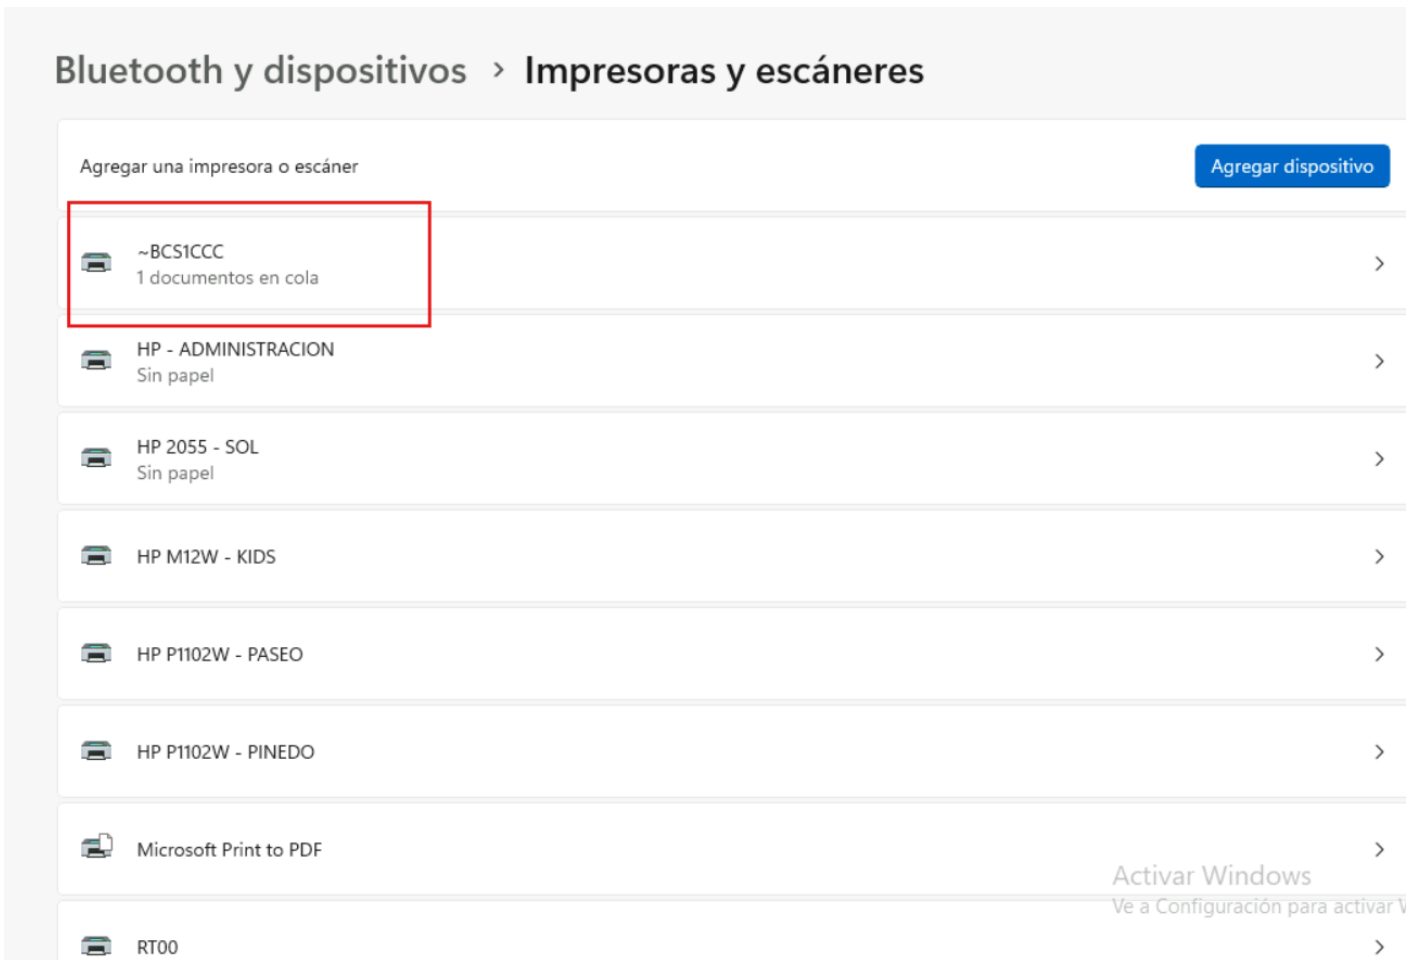 Bluetooth y dispositivos > Impresoras y escáneres
Agregar una impresora o escáner
Agregar dispositivo
~BCS1CCC
1 documentos en cola
HP - ADMINISTRACION
Sin papel
HP 2055 - SOL
Sin papel
HP M12W - KIDS
HP P1102W - PASEO
HP P1102W - PINEDO
Microsoft Print to PDF
Activar Windows
Ve a Configuración para activar
RT00